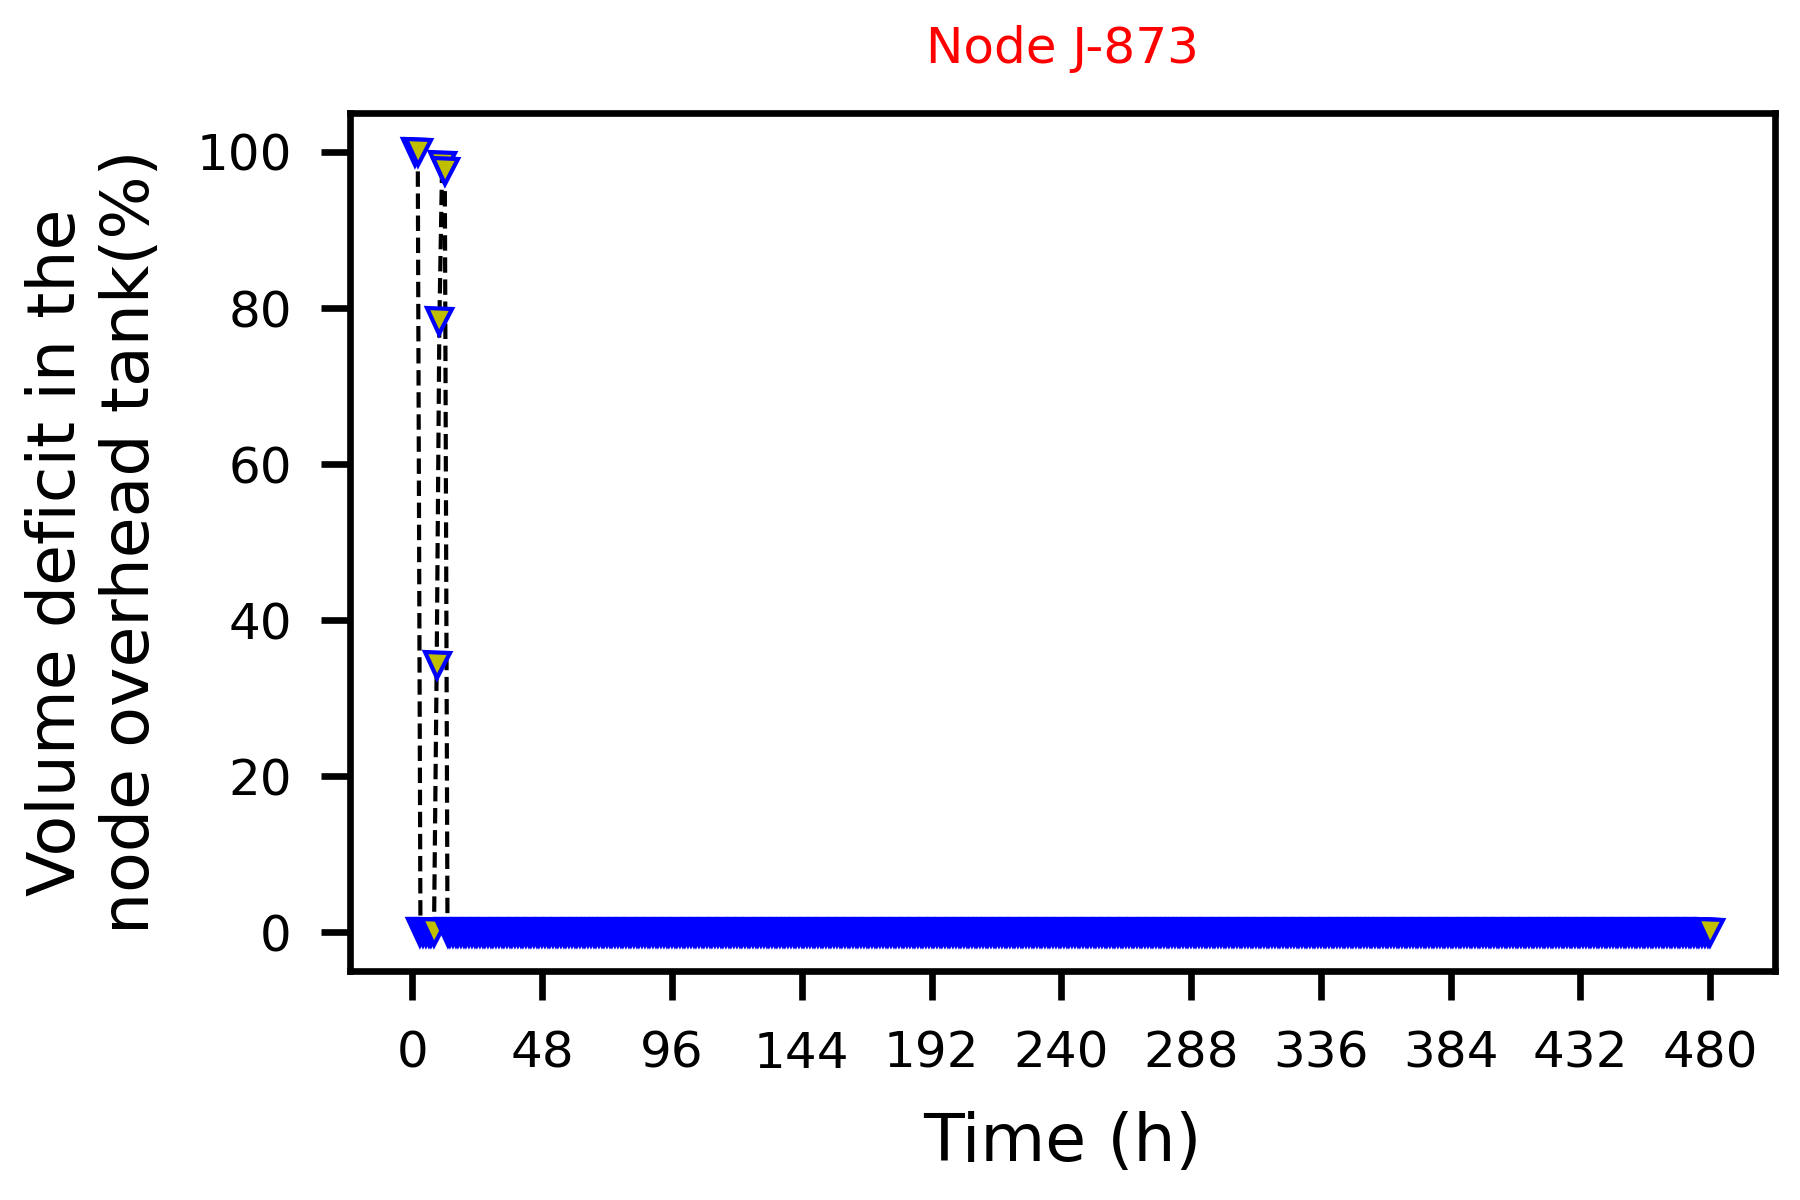 Node J-873
Volume deficit in the
node overhead tank(%)
100
80
60
40
20
0
0 48 96 144 192 240 288 336 384 432 480
Time (h)